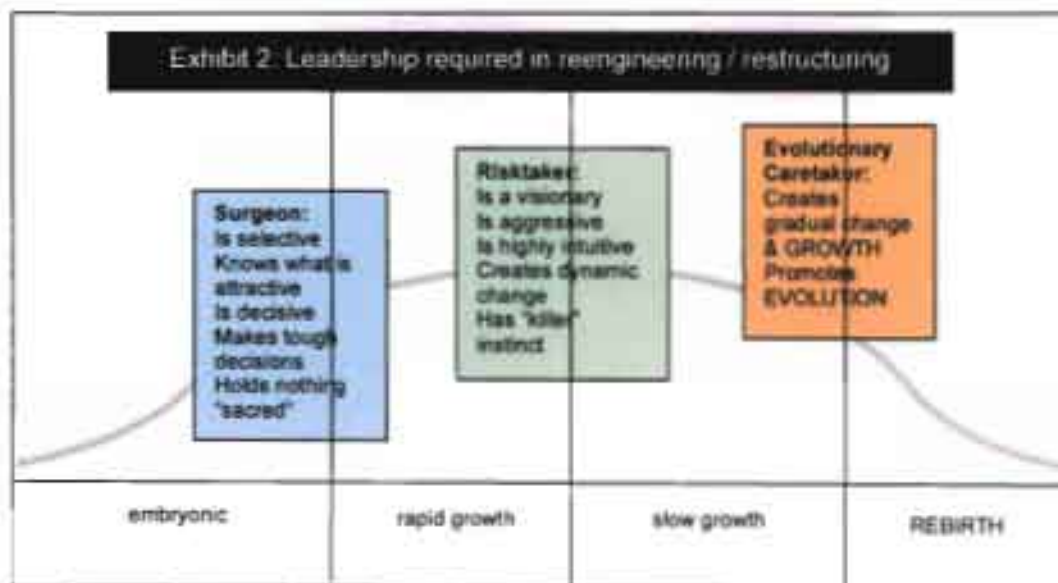 Exhibit 2: Leadership required in reengineering / restructuring
Surgeon:
Is selective
Knows what is
attractive
Is decisive
Makes tough
decisions
Holds nothing
"sacred"
Risktaker:
Is a visionary
Is aggressive
Is highly intuitive
Creates dynamic
change
Has "killer"
instinct
Evolutionary
Caretaker:
Creates
gradual change
& GROWTH
Promotes
EVOLUTION
embryonic
rapid growth
slow growth
REBIRTH